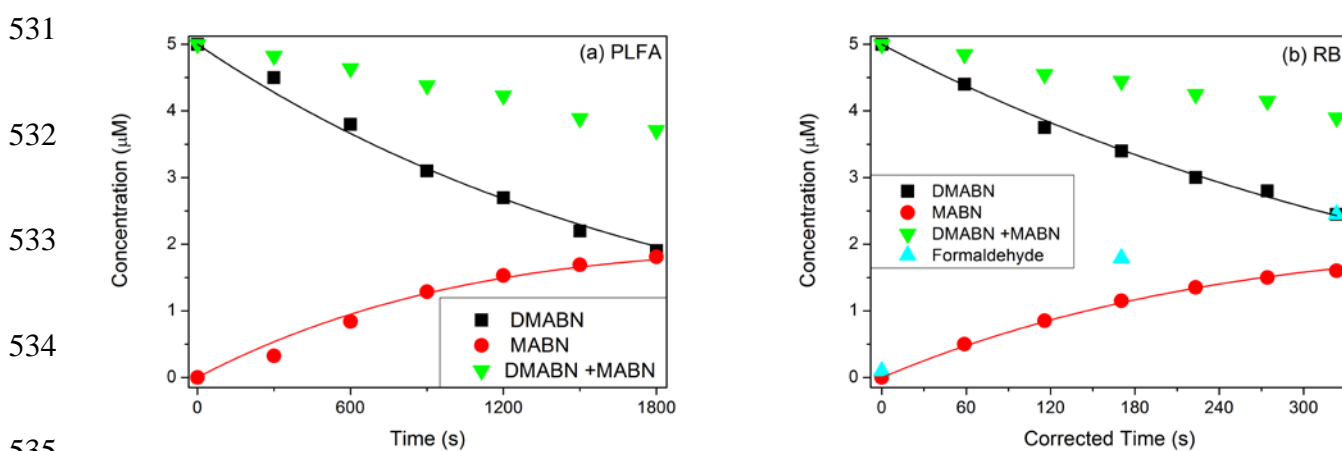 531
532
533
534
535
(a) PLFA
Concentration (μM)
5
4
3
2
1
0
DMABN
MABN
DMABN +MABN
0 600 1200 1800
Time (s)
(b) RB
Concentration (μM)
5
4
3
2
1
0
DMABN
MABN
DMABN +MABN
Formaldehyde
0 60 120 180 240 300
Corrected Time (s)